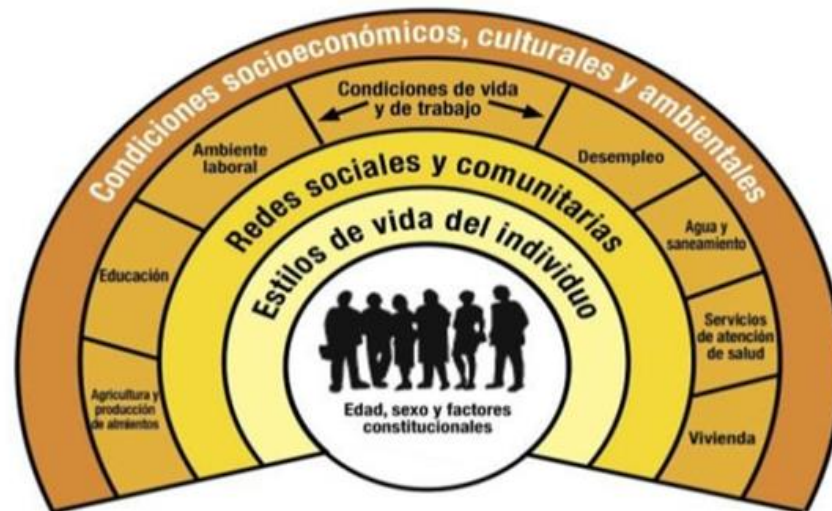 Condiciones socioeconómicos, culturales y ambientales
Condiciones de vida
y de trabajo
Ambiente
laboral
Desempleo
Educación
Agua y
saneamiento
Agricultura y
producción
de almientos
Servicios
de atención
de salud
Vivienda
Redes sociales y comunitarias
Estilos de vida del individuo
Edad, sexo y factores
constitucionales